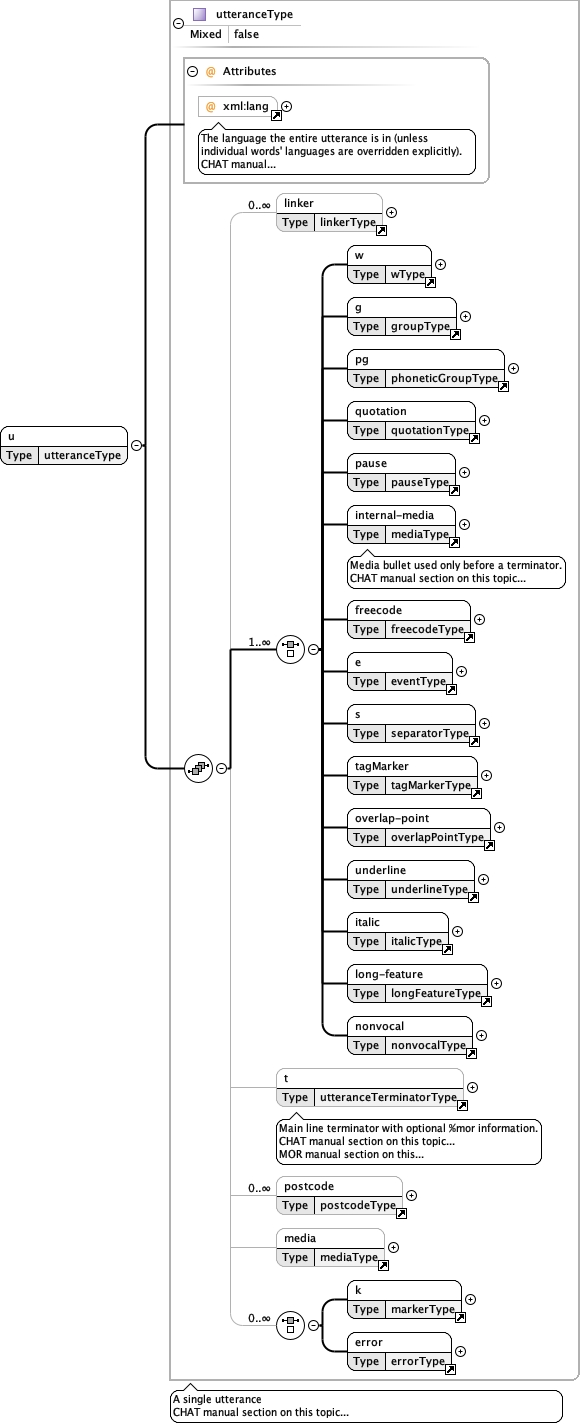 utteranceType
Mixed false
@ Attributes
@ xml:lang
The language the entire utterance is in (unless
individual words' languages are overridden explicitly).
CHAT manual...
0..∞
linker
Type linkerType
w
Type wType
g
Type groupType
pg
Type phoneticGroupType
quotation
Type quotationType
u
Type utteranceType
pause
Type pauseType
internal-media
Type mediaType
Media bullet used only before a terminator.
CHAT manual section on this topic...
freecode
Type freecodeType
1..∞
e
Type eventType
s
Type separatorType
tagMarker
Type tagMarkerType
overlap-point
Type overlapPointType
underline
Type underlineType
italic
Type italicType
long-feature
Type longFeatureType
nonvocal
Type nonvocalType
t
Type utteranceTerminatorType
Main line terminator with optional %mor information.
CHAT manual section on this topic...
MOR manual section on this...
0..∞
postcode
Type postcodeType
media
Type mediaType
0..∞
k
Type markerType
error
Type errorType
A single utterance
CHAT manual section on this topic...